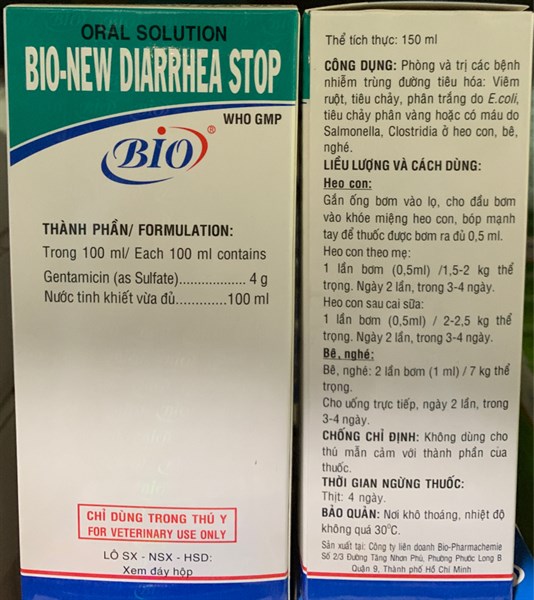 ORAL SOLUTION
BIO-NEW DIARRHEA STOP
WHO GMP
BIO®
THÀNH PHẦN/ FORMULATION:
Trong 100 ml/ Each 100 ml contains
Gentamicin (as Sulfate)................. 4 g
Nước tinh khiết vừa đủ.............100 ml
CHỈ DÙNG TRONG THÚ Y
FOR VETERINARY USE ONLY
LÔ SX - NSX - HSD:
Xem đáy hộp
Thể tích thực: 150 ml
CÔNG DỤNG: Phòng và trị các bệnh
nhiễm trùng đường tiêu hóa: Viêm
ruột, tiêu chảy, phân trắng do E.coli,
tiêu chảy phân vàng hoặc có máu do
Salmonella, Clostridia ở heo con, bê,
nghé.
LIỀU LƯỢNG VÀ CÁCH DÙNG:
Heo con:
Gắn ống bơm vào lọ, cho đầu bơm
vào khóe miệng heo con, bóp mạnh
tay để thuốc được bơm ra đủ 0,5 ml.
Heo con theo mẹ:
1 lần bơm (0,5ml) /1,5-2 kg thể
trọng. Ngày 2 lần, trong 3-4 ngày.
Heo con sau cai sữa:
1 lần bơm (0,5ml) / 2-2,5 kg thể
trọng. Ngày 2 lần, trong 3-4 ngày.
Bê, nghé:
Bê, nghé: 2 lần bơm (1 ml) / 7 kg thể
trọng.
Cho uống trực tiếp, ngày 2 lần, trong
3-4 ngày.
CHỐNG CHỈ ĐỊNH: Không dùng cho
thú mẫn cảm với thành phần của
thuốc.
THỜI GIAN NGỪNG THUỐC:
Thịt: 4 ngày.
BẢO QUẢN: Nơi khô thoáng, nhiệt độ
không quá 30ºC.
Sản xuất tại: Công ty liên doanh Bio-Pharmachemie
Số 2/3 Đường Tăng Nhơn Phú, Phường Phước Long B
Quận 9, Thành phố Hồ Chí Minh